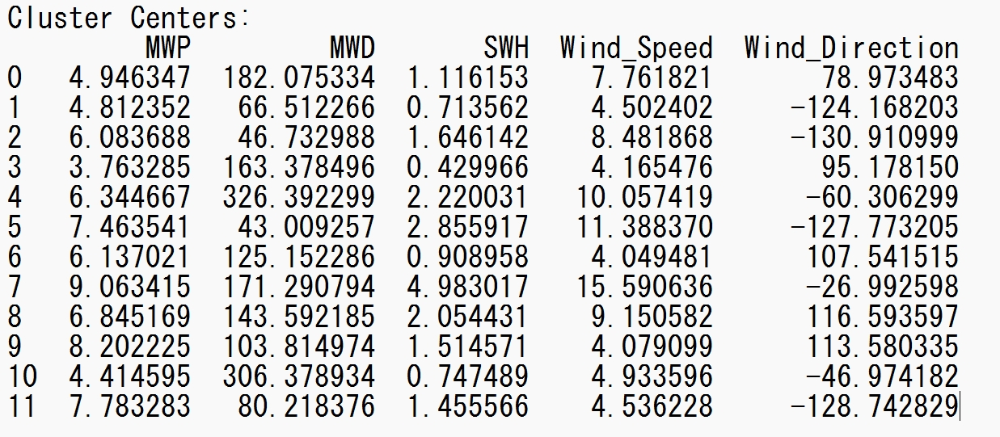 Cluster Centers:
MWP MWD SWH Wind_Speed Wind_Direction
0 4.946347 182.075334 1.116153 7.761821 78.973483
1 4.812352 66.512266 0.713562 4.502402 -124.168203
2 6.083688 46.732988 1.646142 8.481868 -130.910999
3 3.763285 163.378496 0.429966 4.165476 95.178150
4 6.344667 326.392299 2.220031 10.057419 -60.306299
5 7.463541 43.009257 2.855917 11.388370 -127.773205
6 6.137021 125.152286 0.908958 4.049481 107.541515
7 9.063415 171.290794 4.983017 15.590636 -26.992598
8 6.845169 143.592185 2.054431 9.150582 116.593597
9 8.202225 103.814974 1.514571 4.079099 113.580335
10 4.414595 306.378934 0.747489 4.933596 -46.974182
11 7.783283 80.218376 1.455566 4.536228 -128.742829